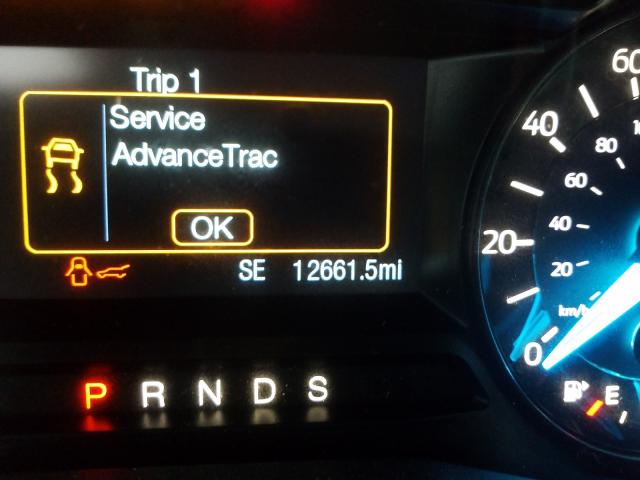 Trip 1
Service
AdvanceTrac
OK
SE 12661.5mi
P R N D S
60
40
20
0
80
60
40
20
km/h
E